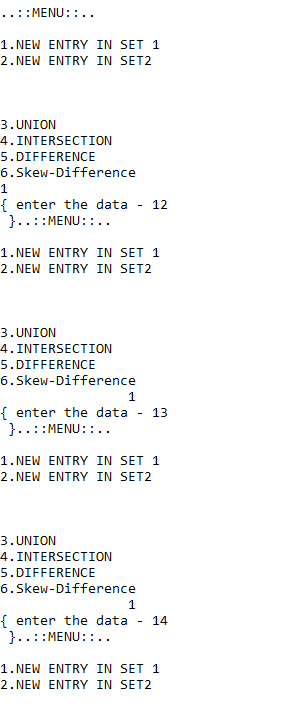 ..::MENU::..
1.NEW ENTRY IN SET 1
2.NEW ENTRY IN SET2
3.UNION
4.INTERSECTION
5.DIFFERENCE
6.Skew-Difference
1
{ enter the data - 12
}..::MENU::..
1.NEW ENTRY IN SET 1
2.NEW ENTRY IN SET2
3.UNION
4.INTERSECTION
5.DIFFERENCE
6.Skew-Difference
1
{ enter the data - 13
}..::MENU::..
1.NEW ENTRY IN SET 1
2.NEW ENTRY IN SET2
3.UNION
4.INTERSECTION
5.DIFFERENCE
6.Skew-Difference
1
{ enter the data - 14
}..::MENU::..
1.NEW ENTRY IN SET 1
2.NEW ENTRY IN SET2